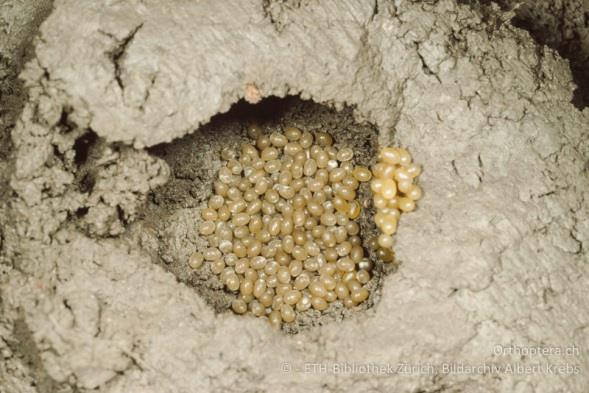 Orthoptera.ch
© - ETH-Bibliothek Zürich, Bildarchiv Albert Krebs